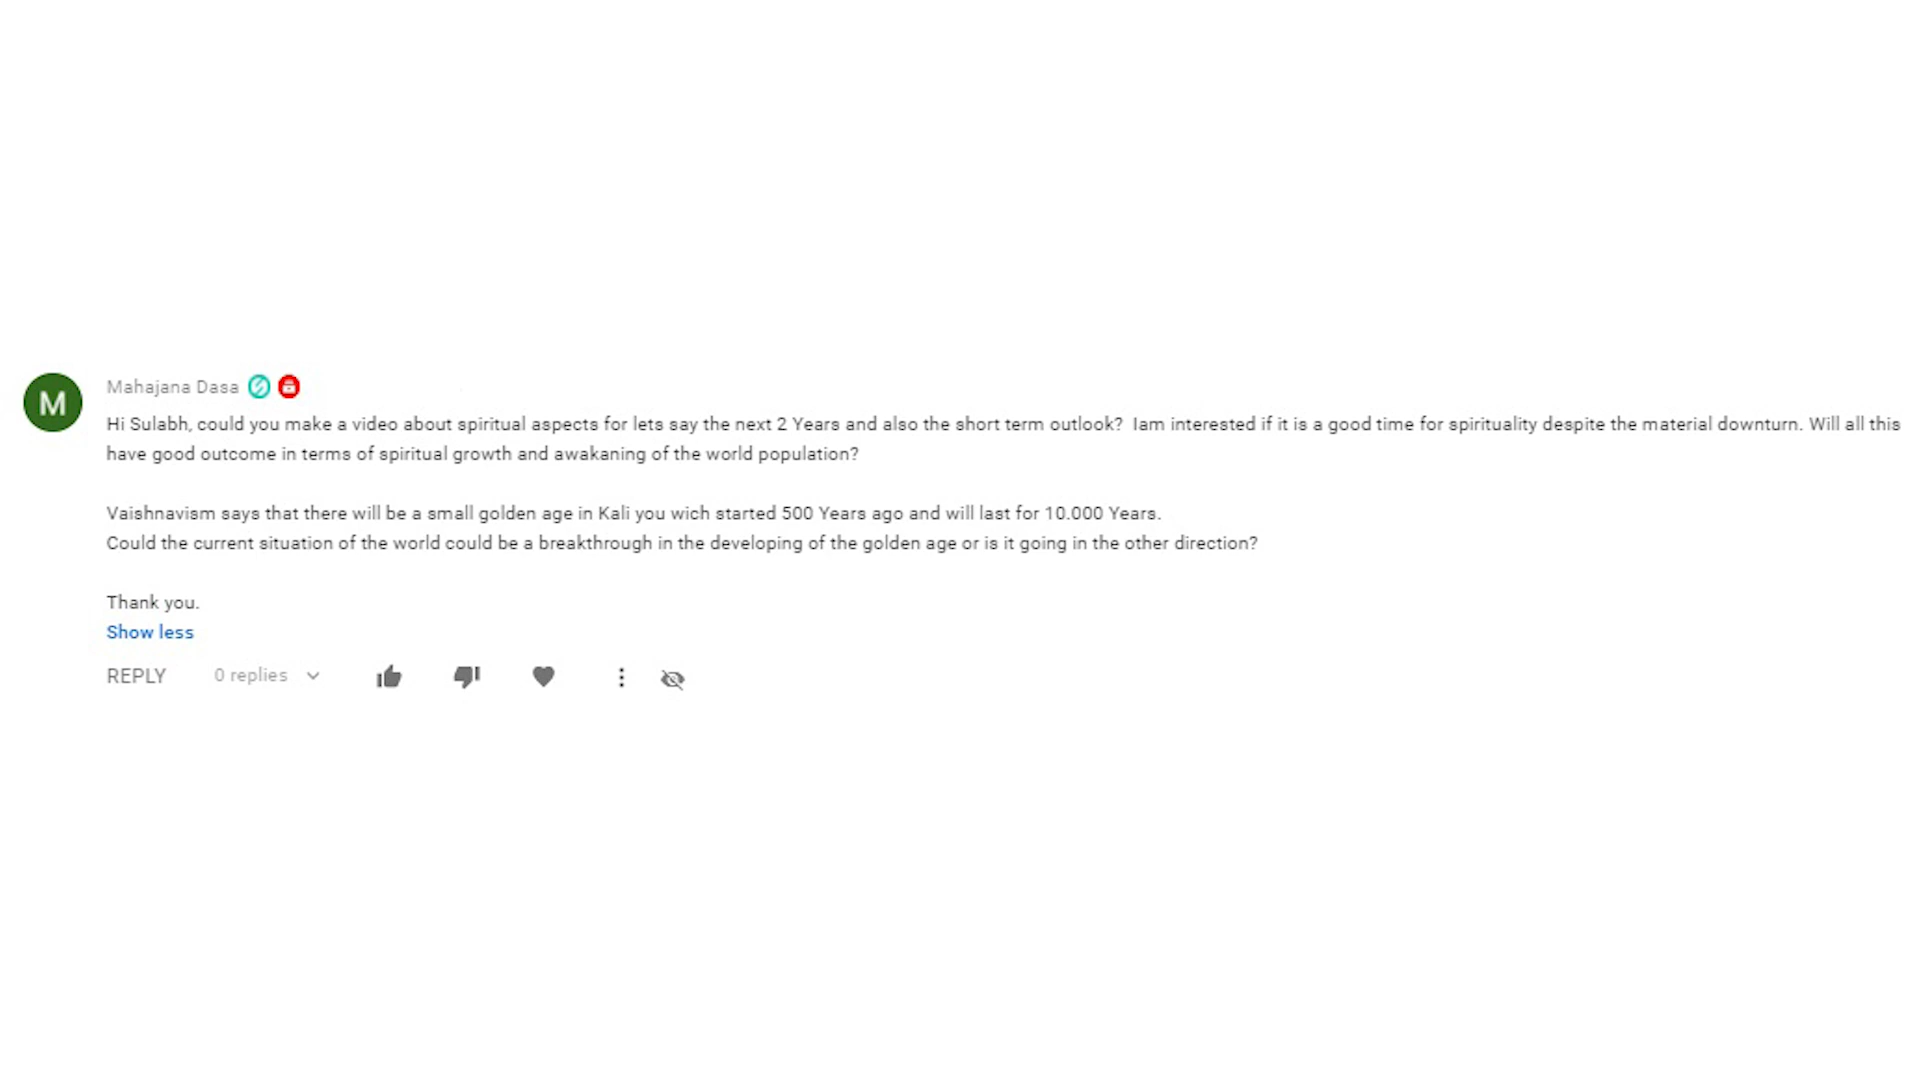 M
Mahajana Dasa
Hi Sulabh, could you make a video about spiritual aspects for lets say the next 2 Years and also the short term outlook?  Iam interested if it is a good time for spirituality despite the material downturn. Will all this
have good outcome in terms of spiritual growth and awakaning of the world population?
Vaishnavism says that there will be a small golden age in Kali you wich started 500 Years ago and will last for 10.000 Years.
Could the current situation of the world could be a breakthrough in the developing of the golden age or is it going in the other direction?
Thank you.
Show less
REPLY 0 replies